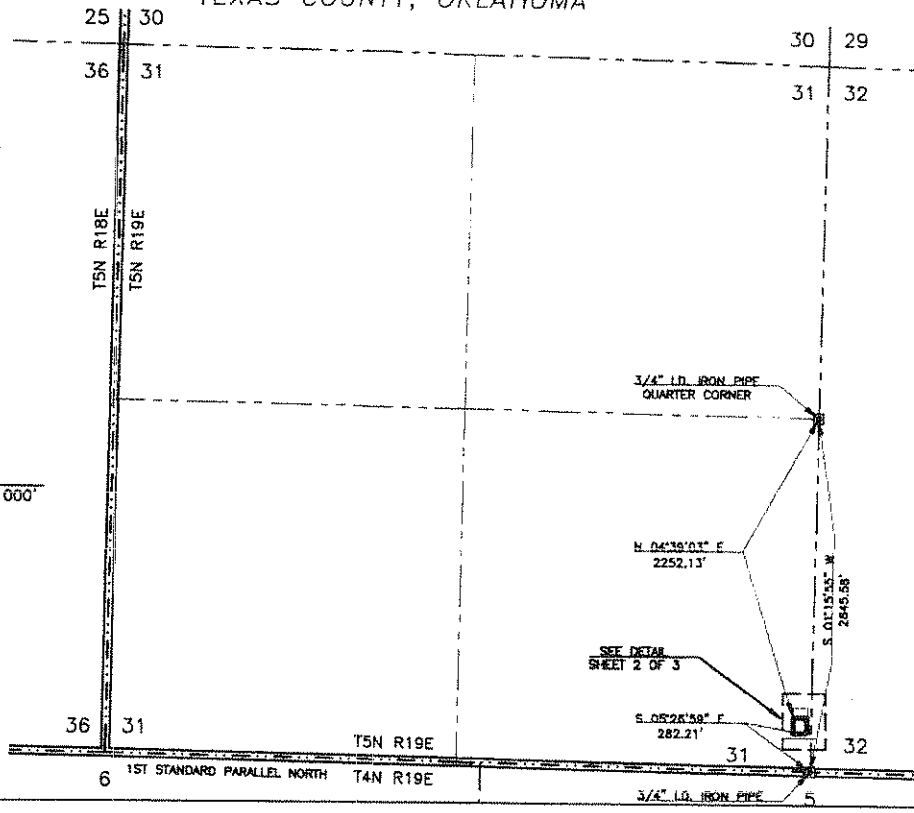 TEXAS COUNTY, OKLAHOMA
25 30
30 29
36 31
31 32
T5N R18E
T5N R19E
3/4" I.D. IRON PIPE
QUARTER CORNER
000'
N 04°39'03" E
2252.13'
S 01°15'55" W
2645.58'
SEE DETAIL
SHEET 2 OF 3
S 05°26'59" E
282.21'
36 31
T5N R19E
31 32
1ST STANDARD PARALLEL NORTH
T4N R19E
6
5
3/4" I.D. IRON PIPE